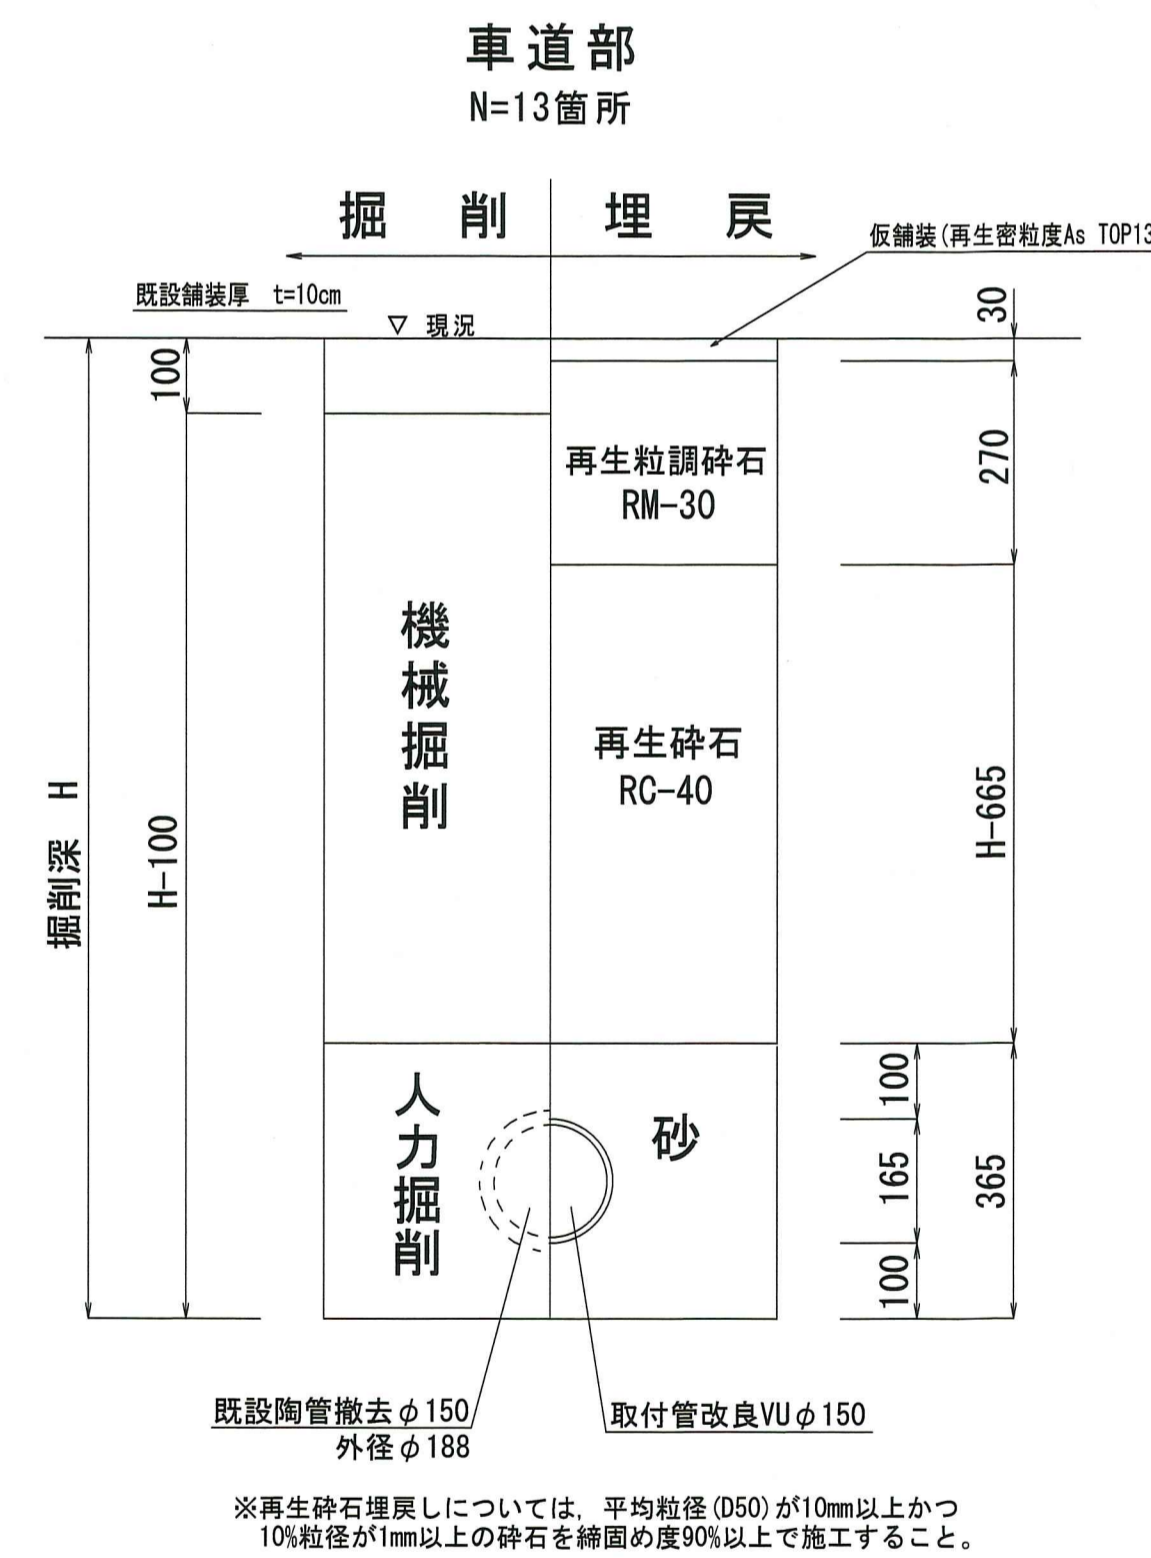 車道部
N=13箇所
掘 削 埋 戻
仮舗装(再生密粒度As TOP13
既設舗装厚 t=10cm
▽ 現況
30
100
270
再生粒調砕石
RM-30
機械掘削
再生砕石
RC-40
掘削深 H
H-100
H-665
人力掘削
砂
100
165
100
365
既設陶管撤去φ150
外径φ188
取付管改良VUφ150
※再生砕石埋戻しについては,平均粒径(D50)が10mm以上かつ
10%粒径が1mm以上の砕石を締固め度90%以上で施工すること。